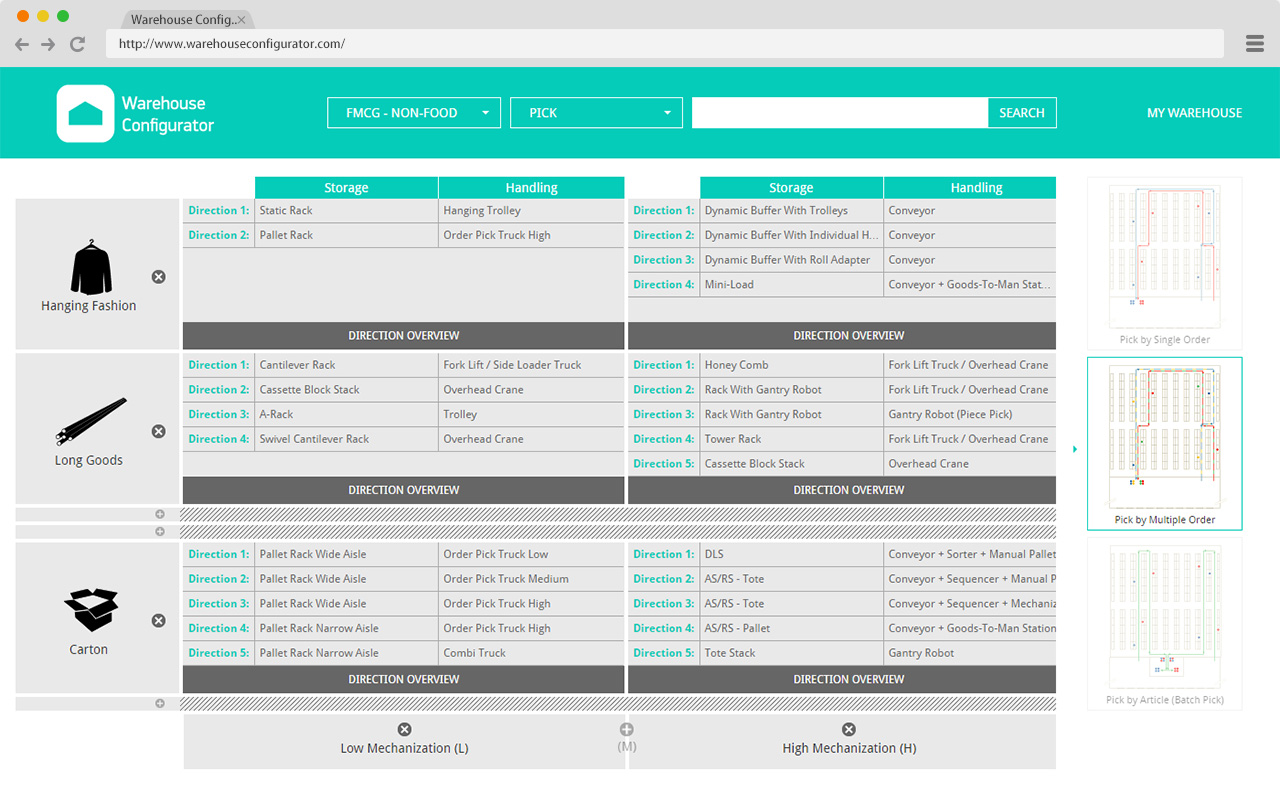 Warehouse Config..
http://www.warehouseconfigurator.com/
Warehouse
Configurator
FMCG - NON-FOOD
PICK
SEARCH
MY WAREHOUSE
Storage Handling
Storage Handling
Hanging Fashion
Direction 1: Static Rack Hanging Trolley
Direction 2: Pallet Rack Order Pick Truck High
DIRECTION OVERVIEW
Direction 1: Dynamic Buffer With Trolleys Conveyor
Direction 2: Dynamic Buffer With Individual H... Conveyor
Direction 3: Dynamic Buffer With Roll Adapter Conveyor
Direction 4: Mini-Load Conveyor + Goods-To-Man Stat...
DIRECTION OVERVIEW
Long Goods
Direction 1: Cantilever Rack Fork Lift / Side Loader Truck
Direction 2: Cassette Block Stack Overhead Crane
Direction 3: A-Rack Trolley
Direction 4: Swivel Cantilever Rack Overhead Crane
DIRECTION OVERVIEW
Direction 1: Honey Comb Fork Lift Truck / Overhead Crane
Direction 2: Rack With Gantry Robot Fork Lift Truck / Overhead Crane
Direction 3: Rack With Gantry Robot Gantry Robot (Piece Pick)
Direction 4: Tower Rack Fork Lift Truck / Overhead Crane
Direction 5: Cassette Block Stack Overhead Crane
DIRECTION OVERVIEW
Carton
Direction 1: Pallet Rack Wide Aisle Order Pick Truck Low
Direction 2: Pallet Rack Wide Aisle Order Pick Truck Medium
Direction 3: Pallet Rack Wide Aisle Order Pick Truck High
Direction 4: Pallet Rack Narrow Aisle Order Pick Truck High
Direction 5: Pallet Rack Narrow Aisle Combi Truck
DIRECTION OVERVIEW
Direction 1: DLS Conveyor + Sorter + Manual Pallet
Direction 2: AS/RS - Tote Conveyor + Sequencer + Manual P
Direction 3: AS/RS - Tote Conveyor + Sequencer + Mechaniz
Direction 4: AS/RS - Pallet Conveyor + Goods-To-Man Station
Direction 5: Tote Stack Gantry Robot
DIRECTION OVERVIEW
Low Mechanization (L)
(M)
High Mechanization (H)
Pick by Single Order
Pick by Multiple Order
Pick by Article (Batch Pick)